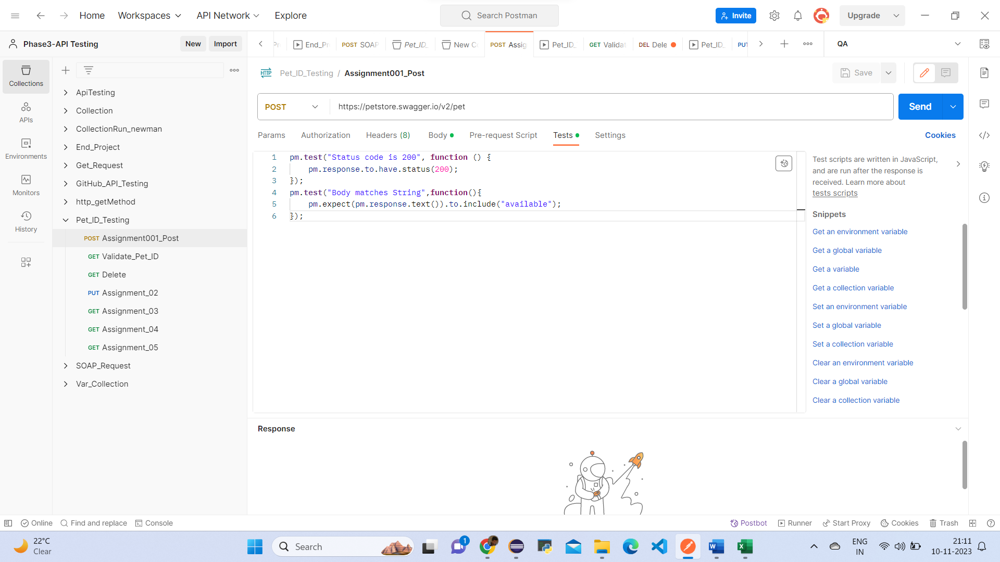 Home Workspaces API Network Explore Search Postman Invite Upgrade
Phase3-API Testing New Import
End_Pr POST SOAP Pet_ID_ New Co POST Assig Pet_ID_ GET Validat DEL Dele Pet_ID_ PUT QA
Collections
APIs
Environments
Monitors
History
ApiTesting
Collection
CollectionRun_newman
End_Project
Get_Request
GitHub_API_Testing
http_getMethod
Pet_ID_Testing
POST Assignment001_Post
GET Validate_Pet_ID
GET Delete
PUT Assignment_02
GET Assignment_03
GET Assignment_04
GET Assignment_05
SOAP_Request
Var_Collection
HTTP Pet_ID_Testing / Assignment001_Post Save
POST https://petstore.swagger.io/v2/pet Send
Params Authorization Headers (8) Body Pre-request Script Tests Settings Cookies
1 pm.test("Status code is 200", function () {
2 pm.response.to.have.status(200);
3 });
4 pm.test("Body matches String",function(){
5 pm.expect(pm.response.text()).to.include("available");
6 });
Test scripts are written in JavaScript,
and are run after the response is
received. Learn more about
tests scripts
Snippets
Get an environment variable
Get a global variable
Get a variable
Get a collection variable
Set an environment variable
Set a global variable
Set a collection variable
Clear an environment variable
Clear a global variable
Clear a collection variable
Response
Online Find and replace Console Postbot Runner Start Proxy Cookies Trash
22°C
Clear
Search
1
ENG
IN
21:11
10-11-2023